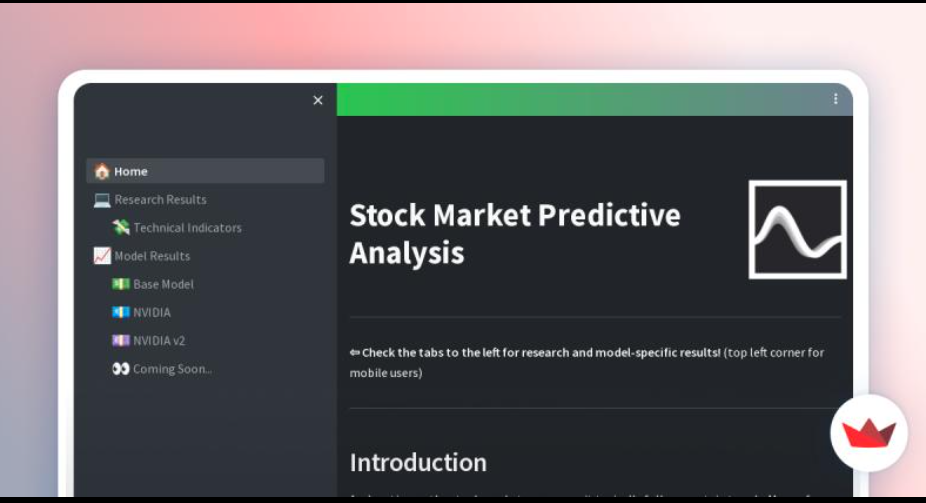 Home
Research Results
Technical Indicators
Model Results
Base Model
NVIDIA
NVIDIA v2
Coming Soon...
Stock Market Predictive
Analysis
⇦ Check the tabs to the left for research and model-specific results! (top left corner for
mobile users)
Introduction